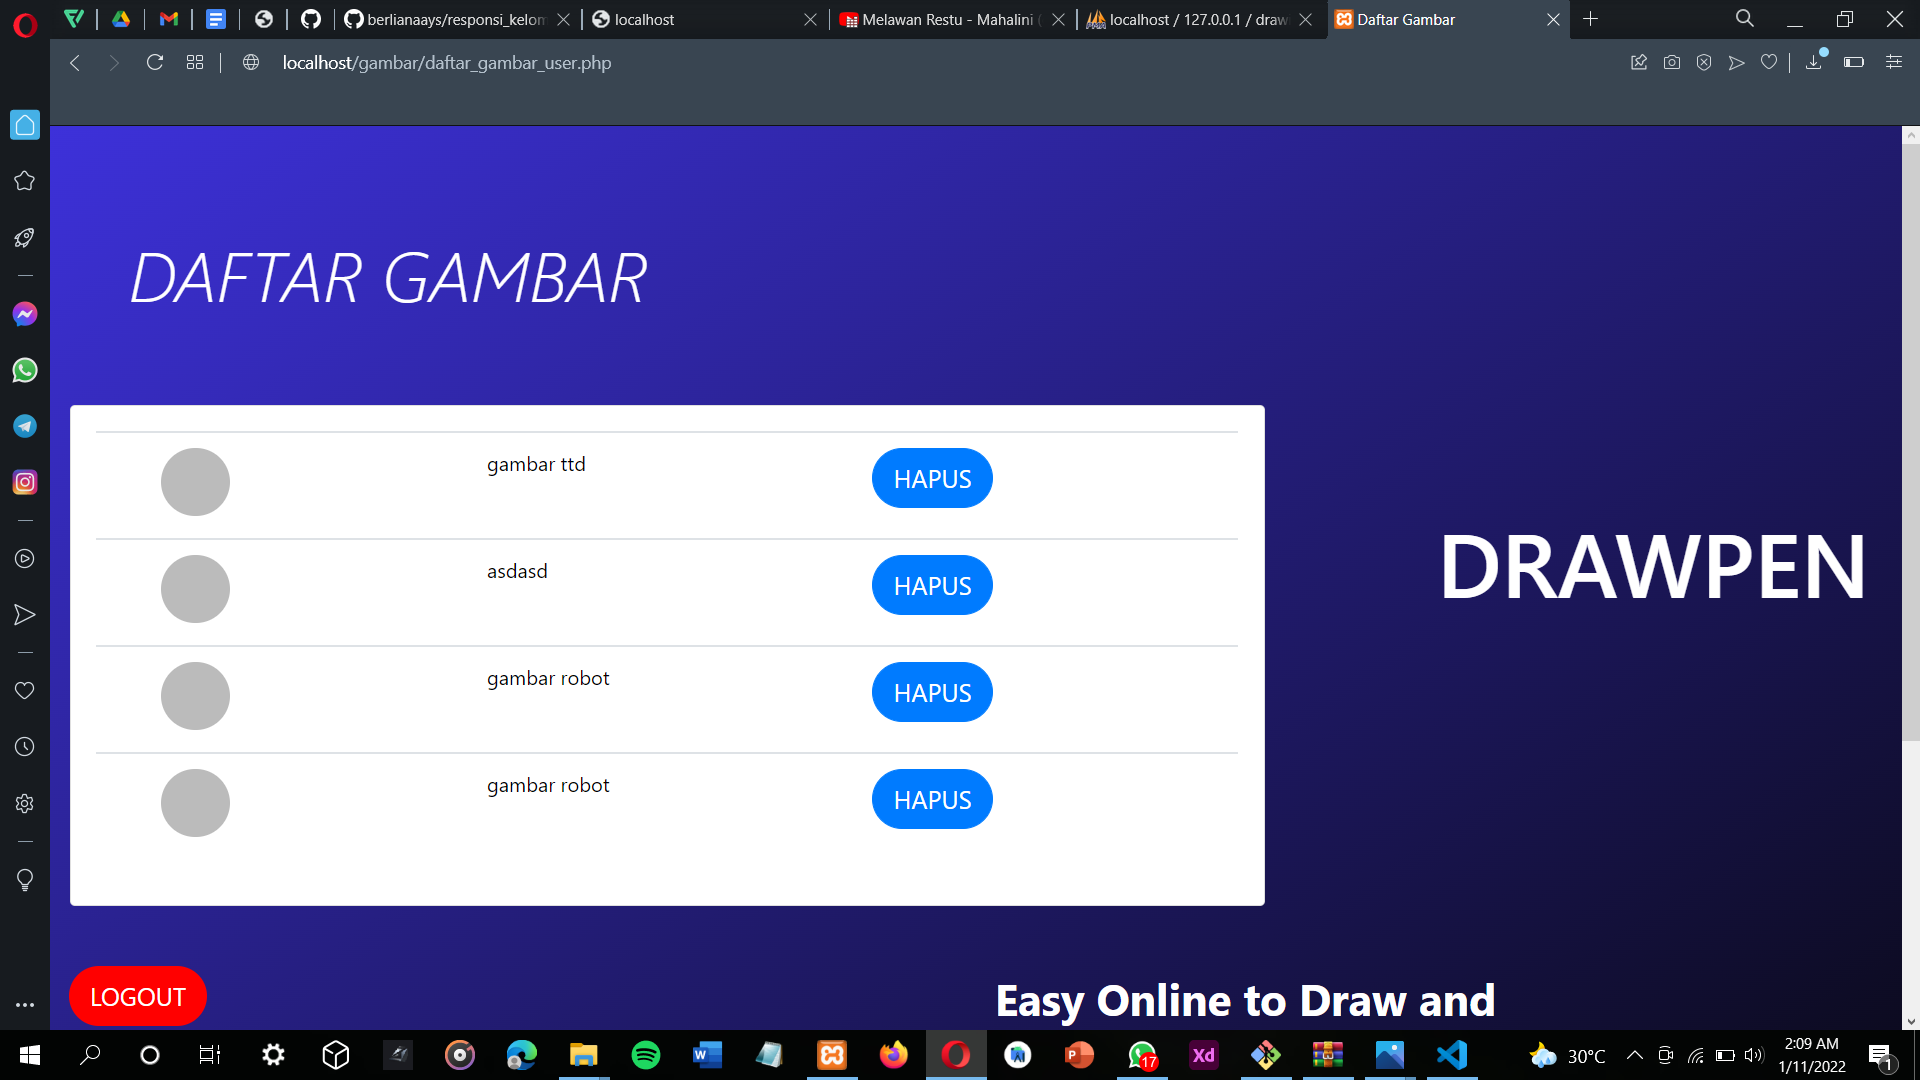 berlianaays/responsi_kelom
localhost
Melawan Restu - Mahalini (
localhost / 127.0.0.1 / draw
Daftar Gambar
localhost/gambar/daftar_gambar_user.php
DAFTAR GAMBAR
gambar ttd
HAPUS
asdasd
HAPUS
gambar robot
HAPUS
gambar robot
HAPUS
DRAWPEN
LOGOUT
Easy Online to Draw and
17
Xd
30°C
2:09 AM
1/11/2022
1